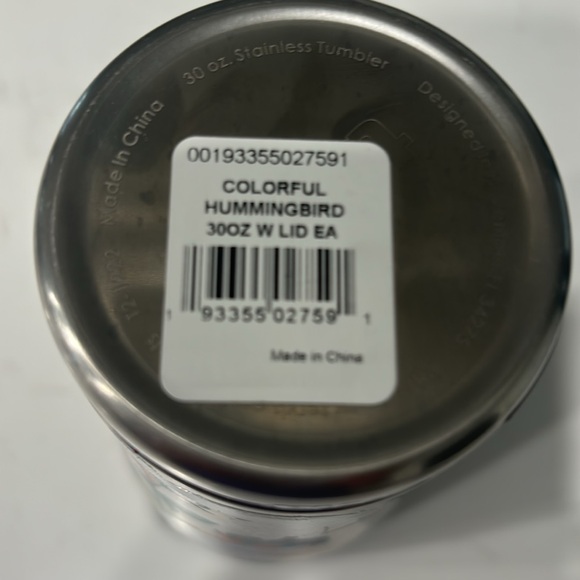 30 oz. Stainless Tumbler
Designed
Made In China
00193355027591
COLORFUL
HUMMINGBIRD
30OZ W LID EA
1 93355 02759 1
Made in China